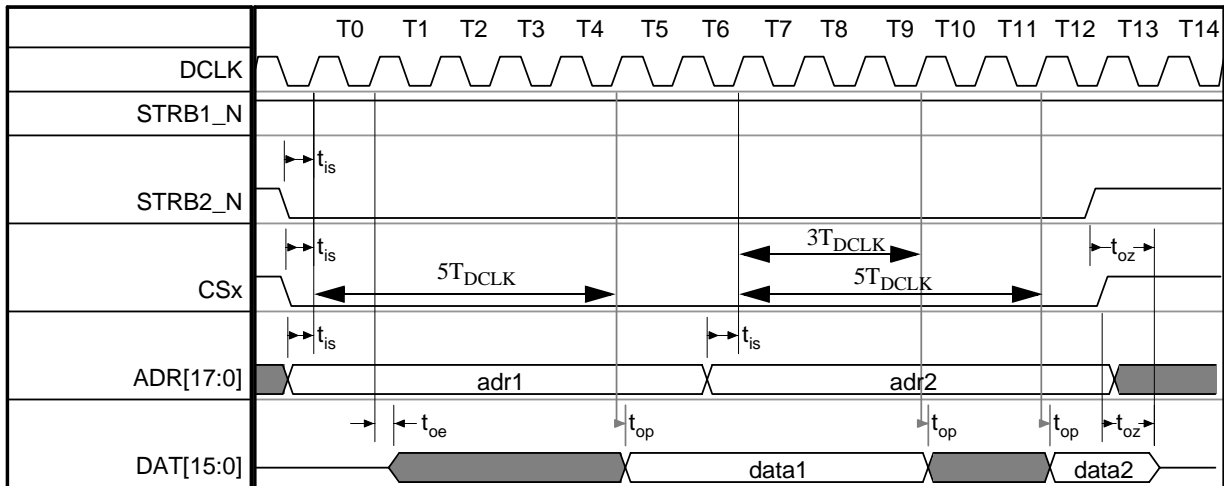 T0 T1 T2 T3 T4 T5 T6 T7 T8 T9 T10 T11 T12 T13 T14
DCLK
STRB1_N
tis
STRB2_N
tis 3TDCLK toz
5TDCLK 5TDCLK
CSx
tis tis
ADR[17:0] adr1 adr2
toe top top top toz
DAT[15:0] data1 data2